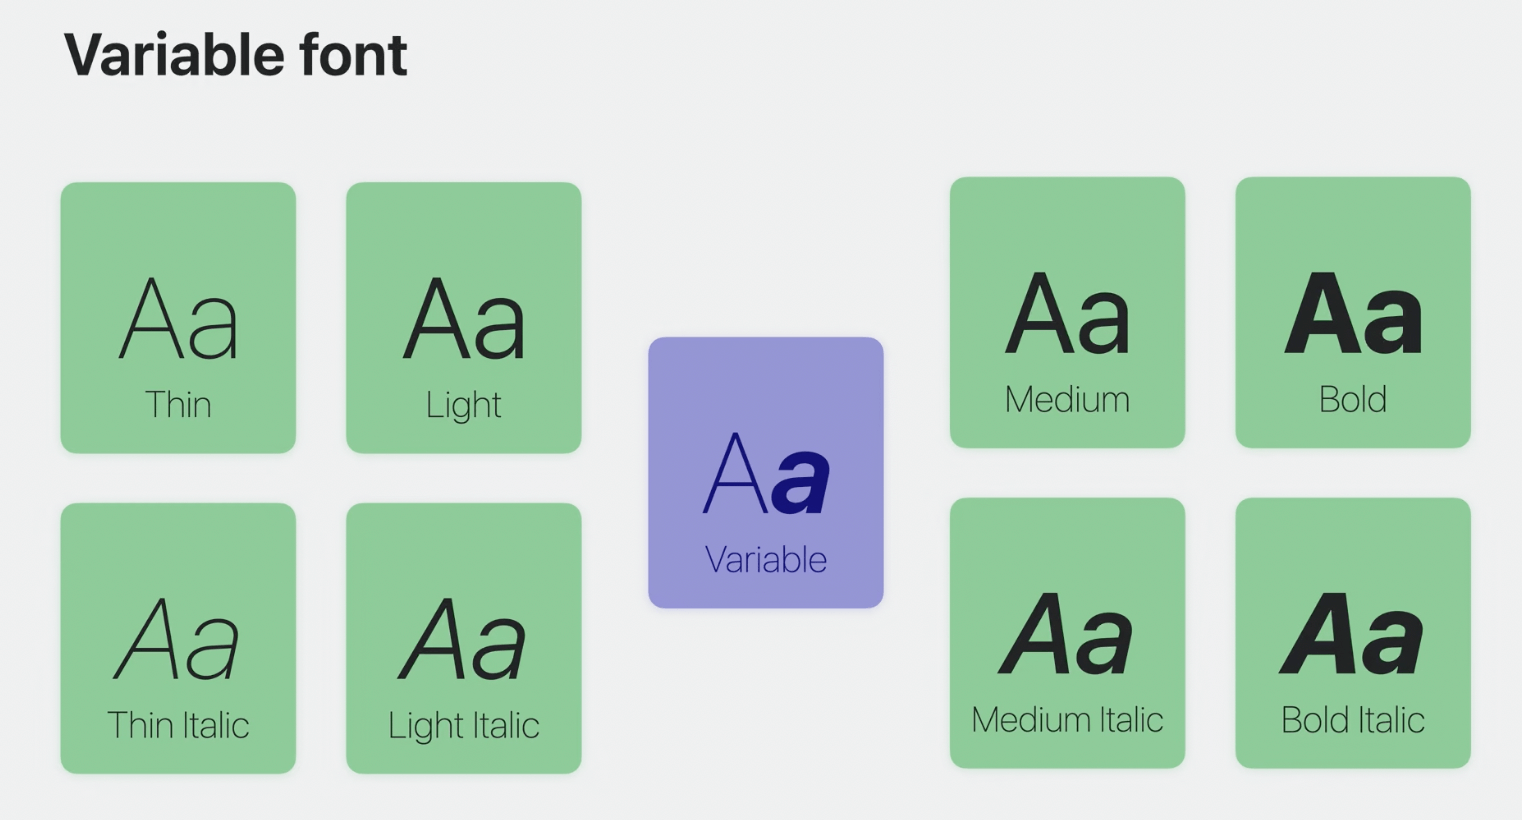 Variable font
Aa
Thin
Aa
Light
Aa
Medium
Aa
Bold
Aa
Variable
Aa
Thin Italic
Aa
Light Italic
Aa
Medium Italic
Aa
Bold Italic